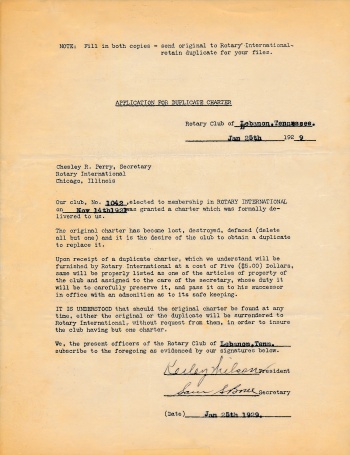 NOTE: Fill in both copies - send original to Rotary International-
retain duplicate for your files.
APPLICATION FOR DUPLICATE CHARTER
Rotary Club of Lebanon, Tennessee.
Jan 25th 192 9
Chesley R. Perry, Secretary
Rotary International
Chicago, Illinois
Our club, No. 1042, elected to membership in ROTARY INTERNATIONAL
on Nov 14th1922 was granted a charter which was formally de-
livered to us.
The original charter has become lost, destroyed, defaced (delete
all but one) and it is the desire of the club to obtain a duplicate
to replace it.
Upon receipt of a duplicate charter, which we understand will be
furnished by Rotary International at a cost of Five ($5.00) Dollars,
same will be properly listed as one of the articles of property of
the club and assigned to the care of the secretary, whose duty it
will be to carefully preserve it, and pass it on to his successor
in office with an admonition as to its safe keeping.
IT IS UNDERSTOOD that should the original charter be found at any
time, either the original or the duplicate will be surrendered to
Rotary International, without request from them, in order to insure
the club having but one charter.
We, the present officers of the Rotary Club of Lebanon,Tenn.
subscribe to the foregoing as evidenced by our signatures below.
President
Sam Secretary
(Date) Jan 25th 1929.